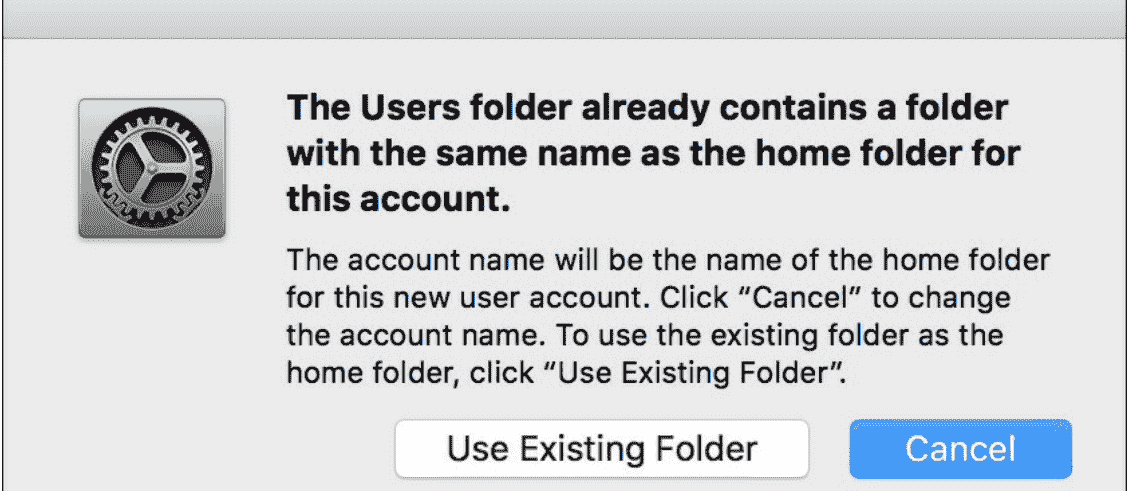 The Users folder already contains a folder
with the same name as the home folder for
this account.
The account name will be the name of the home folder
for this new user account. Click “Cancel” to change
the account name. To use the existing folder as the
home folder, click “Use Existing Folder”.
Use Existing Folder
Cancel